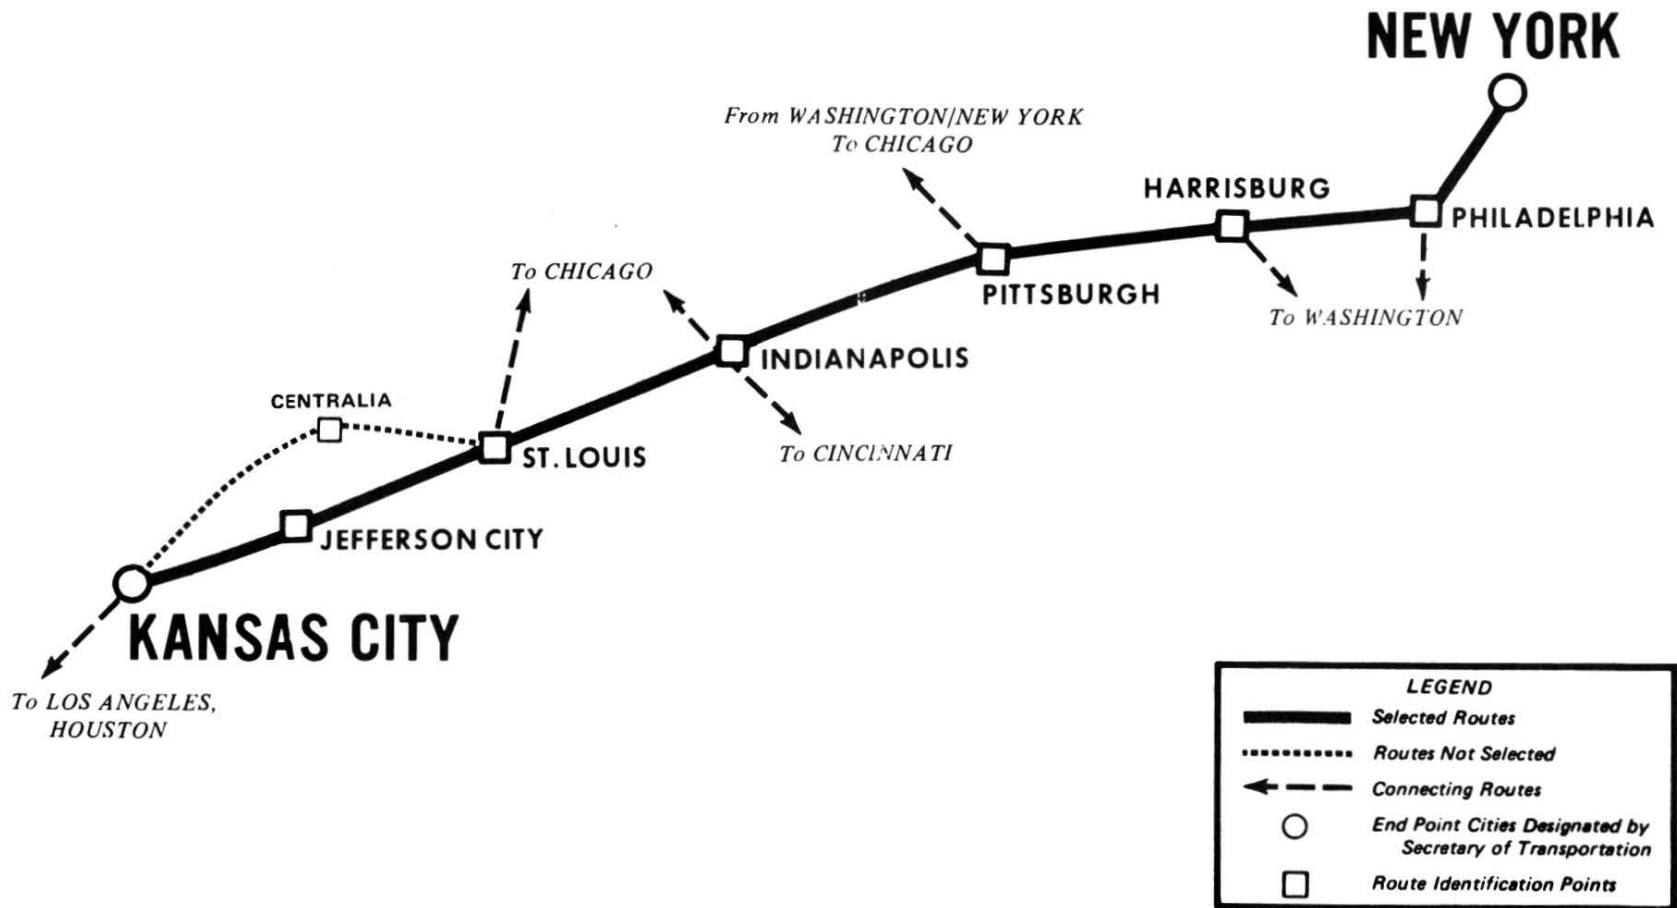 NEW YORK
From WASHINGTON/NEW YORK
To CHICAGO
HARRISBURG
PHILADELPHIA
To CHICAGO
PITTSBURGH
To WASHINGTON
INDIANAPOLIS
CENTRALIA
To CINCINNATI
ST. LOUIS
JEFFERSON CITY
KANSAS CITY
To LOS ANGELES,
HOUSTON
LEGEND
Selected Routes
Routes Not Selected
Connecting Routes
End Point Cities Designated by
Secretary of Transportation
Route Identification Points